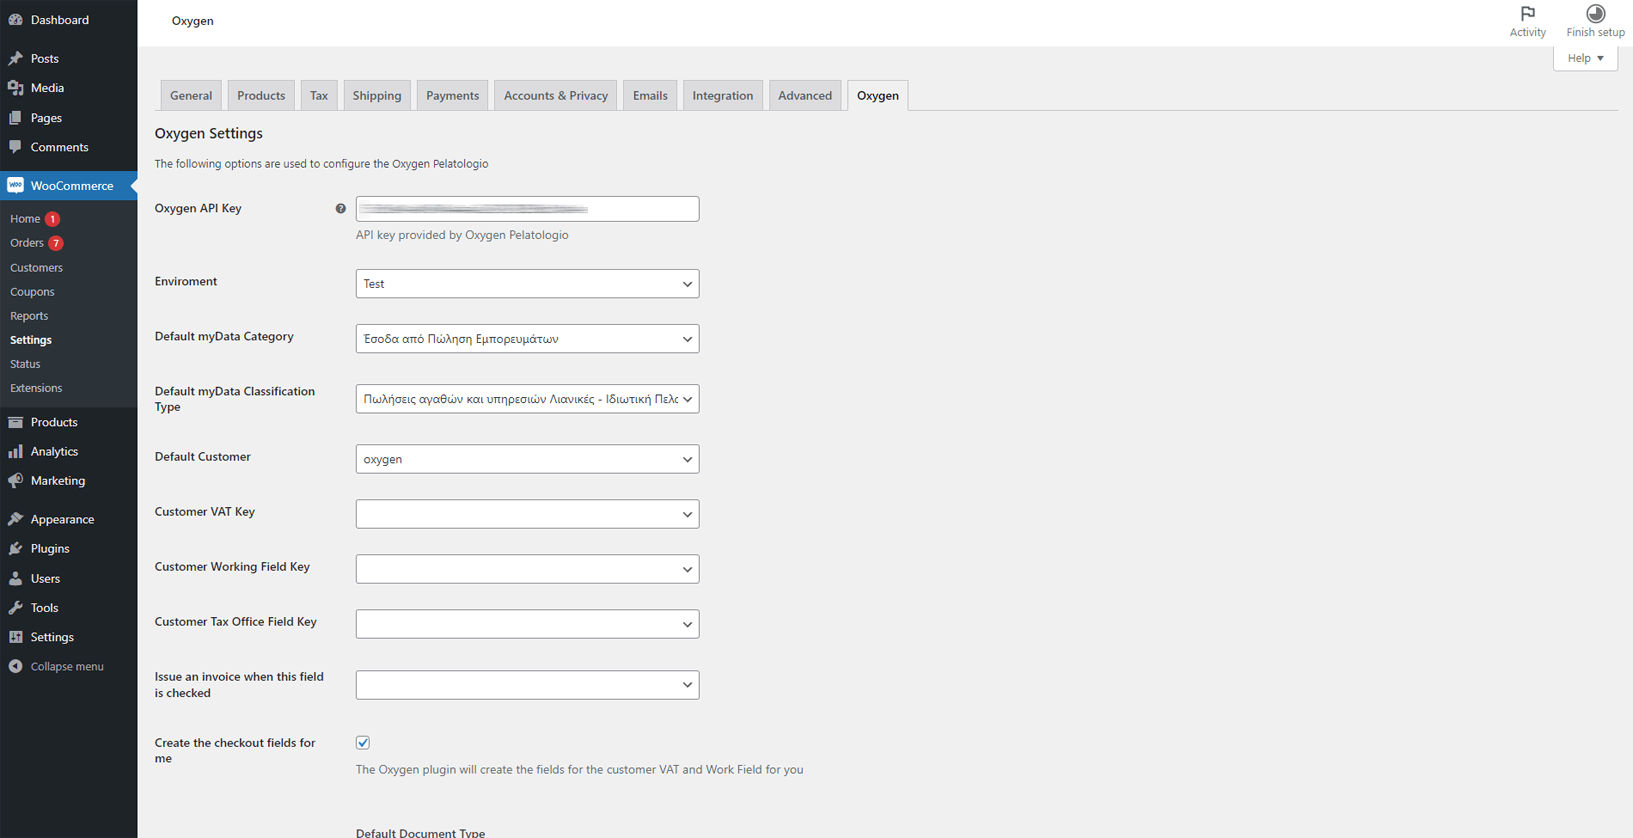 Dashboard
Posts
Media
Pages
Comments
WooCommerce
Home 1
Orders 7
Customers
Coupons
Reports
Settings
Status
Extensions
Products
Analytics
Marketing
Appearance
Plugins
Users
Tools
Settings
Collapse menu
Oxygen
Activity
Finish setup
Help
General
Products
Tax
Shipping
Payments
Accounts & Privacy
Emails
Integration
Advanced
Oxygen
Oxygen Settings
The following options are used to configure the Oxygen Pelatologio
Oxygen API Key
API key provided by Oxygen Pelatologio
Enviroment
Test
Default myData Category
Έσοδα από Πώληση Εμπορευμάτων
Default myData Classification
Type
Πωλήσεις αγαθών και υπηρεσιών Λιανικές - Ιδιωτική Πελα
Default Customer
oxygen
Customer VAT Key
Customer Working Field Key
Customer Tax Office Field Key
Issue an invoice when this field
is checked
Create the checkout fields for
me
The Oxygen plugin will create the fields for the customer VAT and Work Field for you
Default Document Type